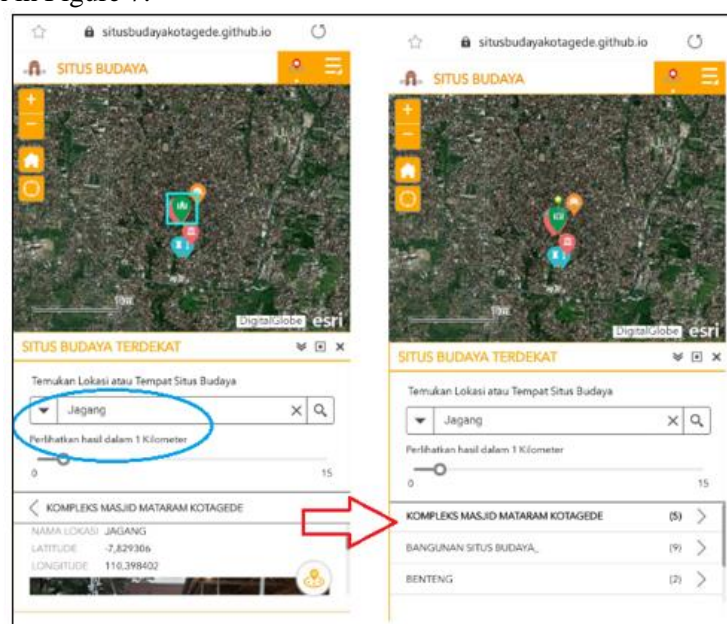 situsbudayakotagede.github.io
SITUS BUDAYA
+
-
DigitalGlobe esri
SITUS BUDAYA TERDEKAT
Temukan Lokasi atau Tempat Situs Budaya
Jagang
Perlihatkan hasil dalam 1 Kilometer
0 15
KOMPLEKS MASJID MATARAM KOTAGEDE
NAMA LOKASI JAGANG
LATITUDE -7,829306
LONGITUDE 110,398402
situsbudayakotagede.github.io
SITUS BUDAYA
+
-
DigitalGlobe esri
SITUS BUDAYA TERDEKAT
Temukan Lokasi atau Tempat Situs Budaya
Jagang
Perlihatkan hasil dalam 1 Kilometer
0 15
KOMPLEKS MASJID MATARAM KOTAGEDE (5)
BANGUNAN SITUS BUDAYA_ (9)
BENTENG (2)